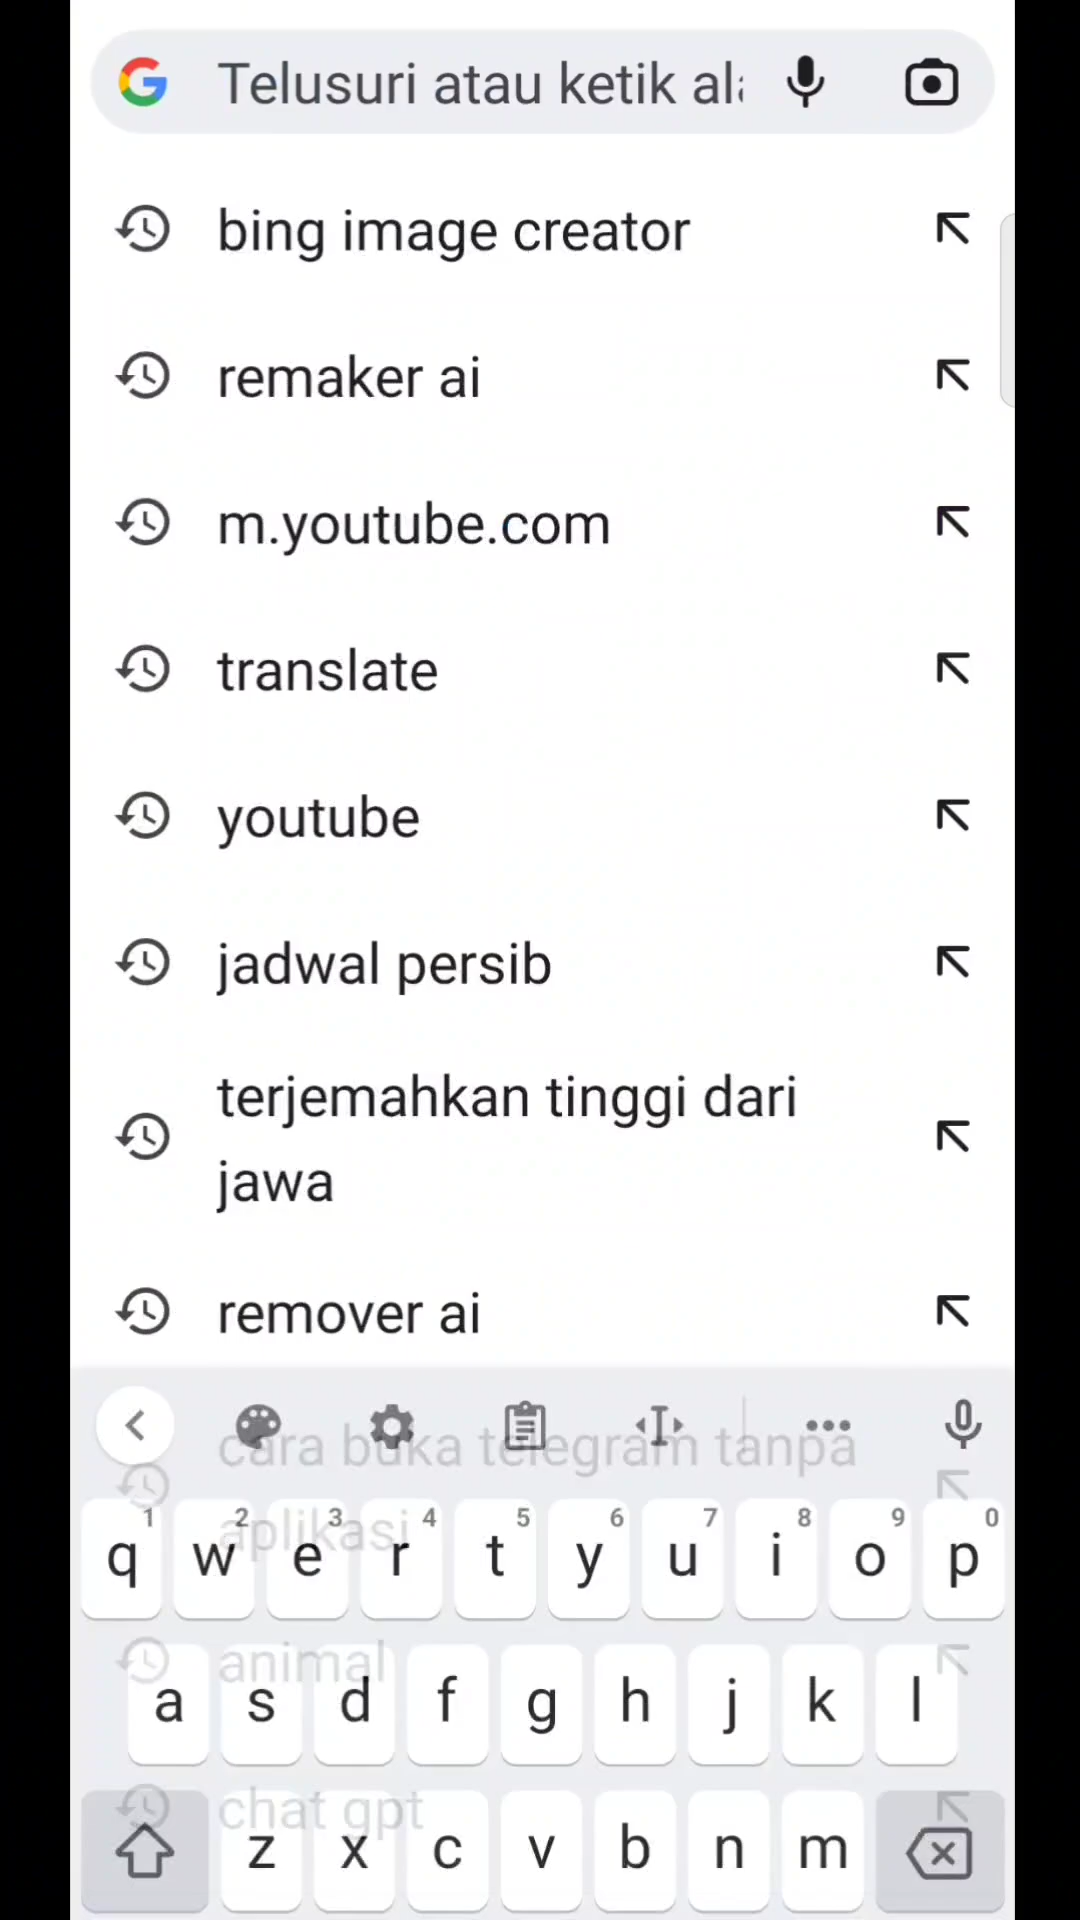 Telusuri atau ketik ala
bing image creator
remaker ai
m.youtube.com
translate
youtube
jadwal persib
terjemahkan tinggi dari
jawa
remover ai
cara buka telegram tanpa
aplikasi
1 2 3 4 5 6 7 8 9 0
q w e r t y u i o p
animal
a s d f g h j k l
chat gpt
z x c v b n m